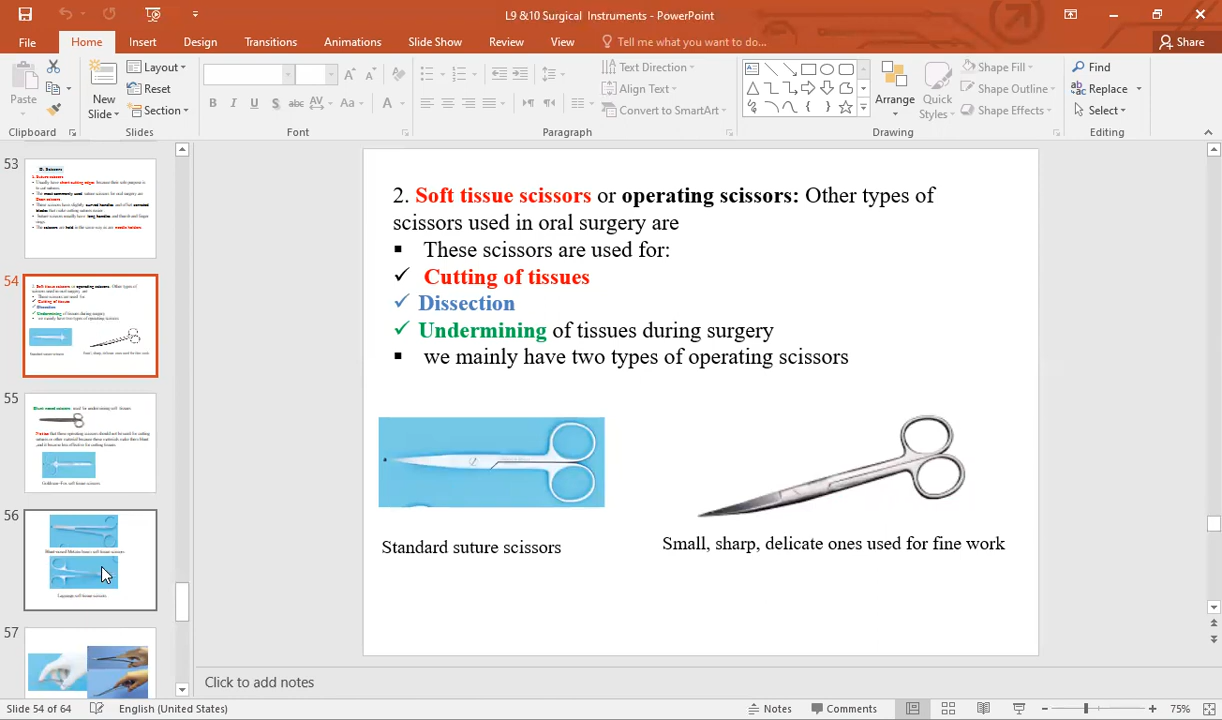 L9 &10 Surgical Instruments - PowerPoint
File
Home
Insert
Design
Transitions
Animations
Slide Show
Review
View
Tell me what you want to do...
Share
Paste
Clipboard
New
Slide
Layout
Reset
Section
Slides
B
I
U
S
abc
AV
Aa
A
Font
Text Direction
Align Text
Convert to SmartArt
Paragraph
Arrange
Quick
Styles
Shape Fill
Shape Outline
Shape Effects
Drawing
Find
Replace
Select
Editing
53
54
55
56
57
2. Soft tissue scissors or operating scissors: Other types of
scissors used in oral surgery are
▪ These scissors are used for:
✓ Cutting of tissues
✓ Dissection
✓ Undermining of tissues during surgery
▪ we mainly have two types of operating scissors
Standard suture scissors
Small, sharp, delicate ones used for fine work
Click to add notes
Slide 54 of 64
English (United States)
Notes
Comments
75%